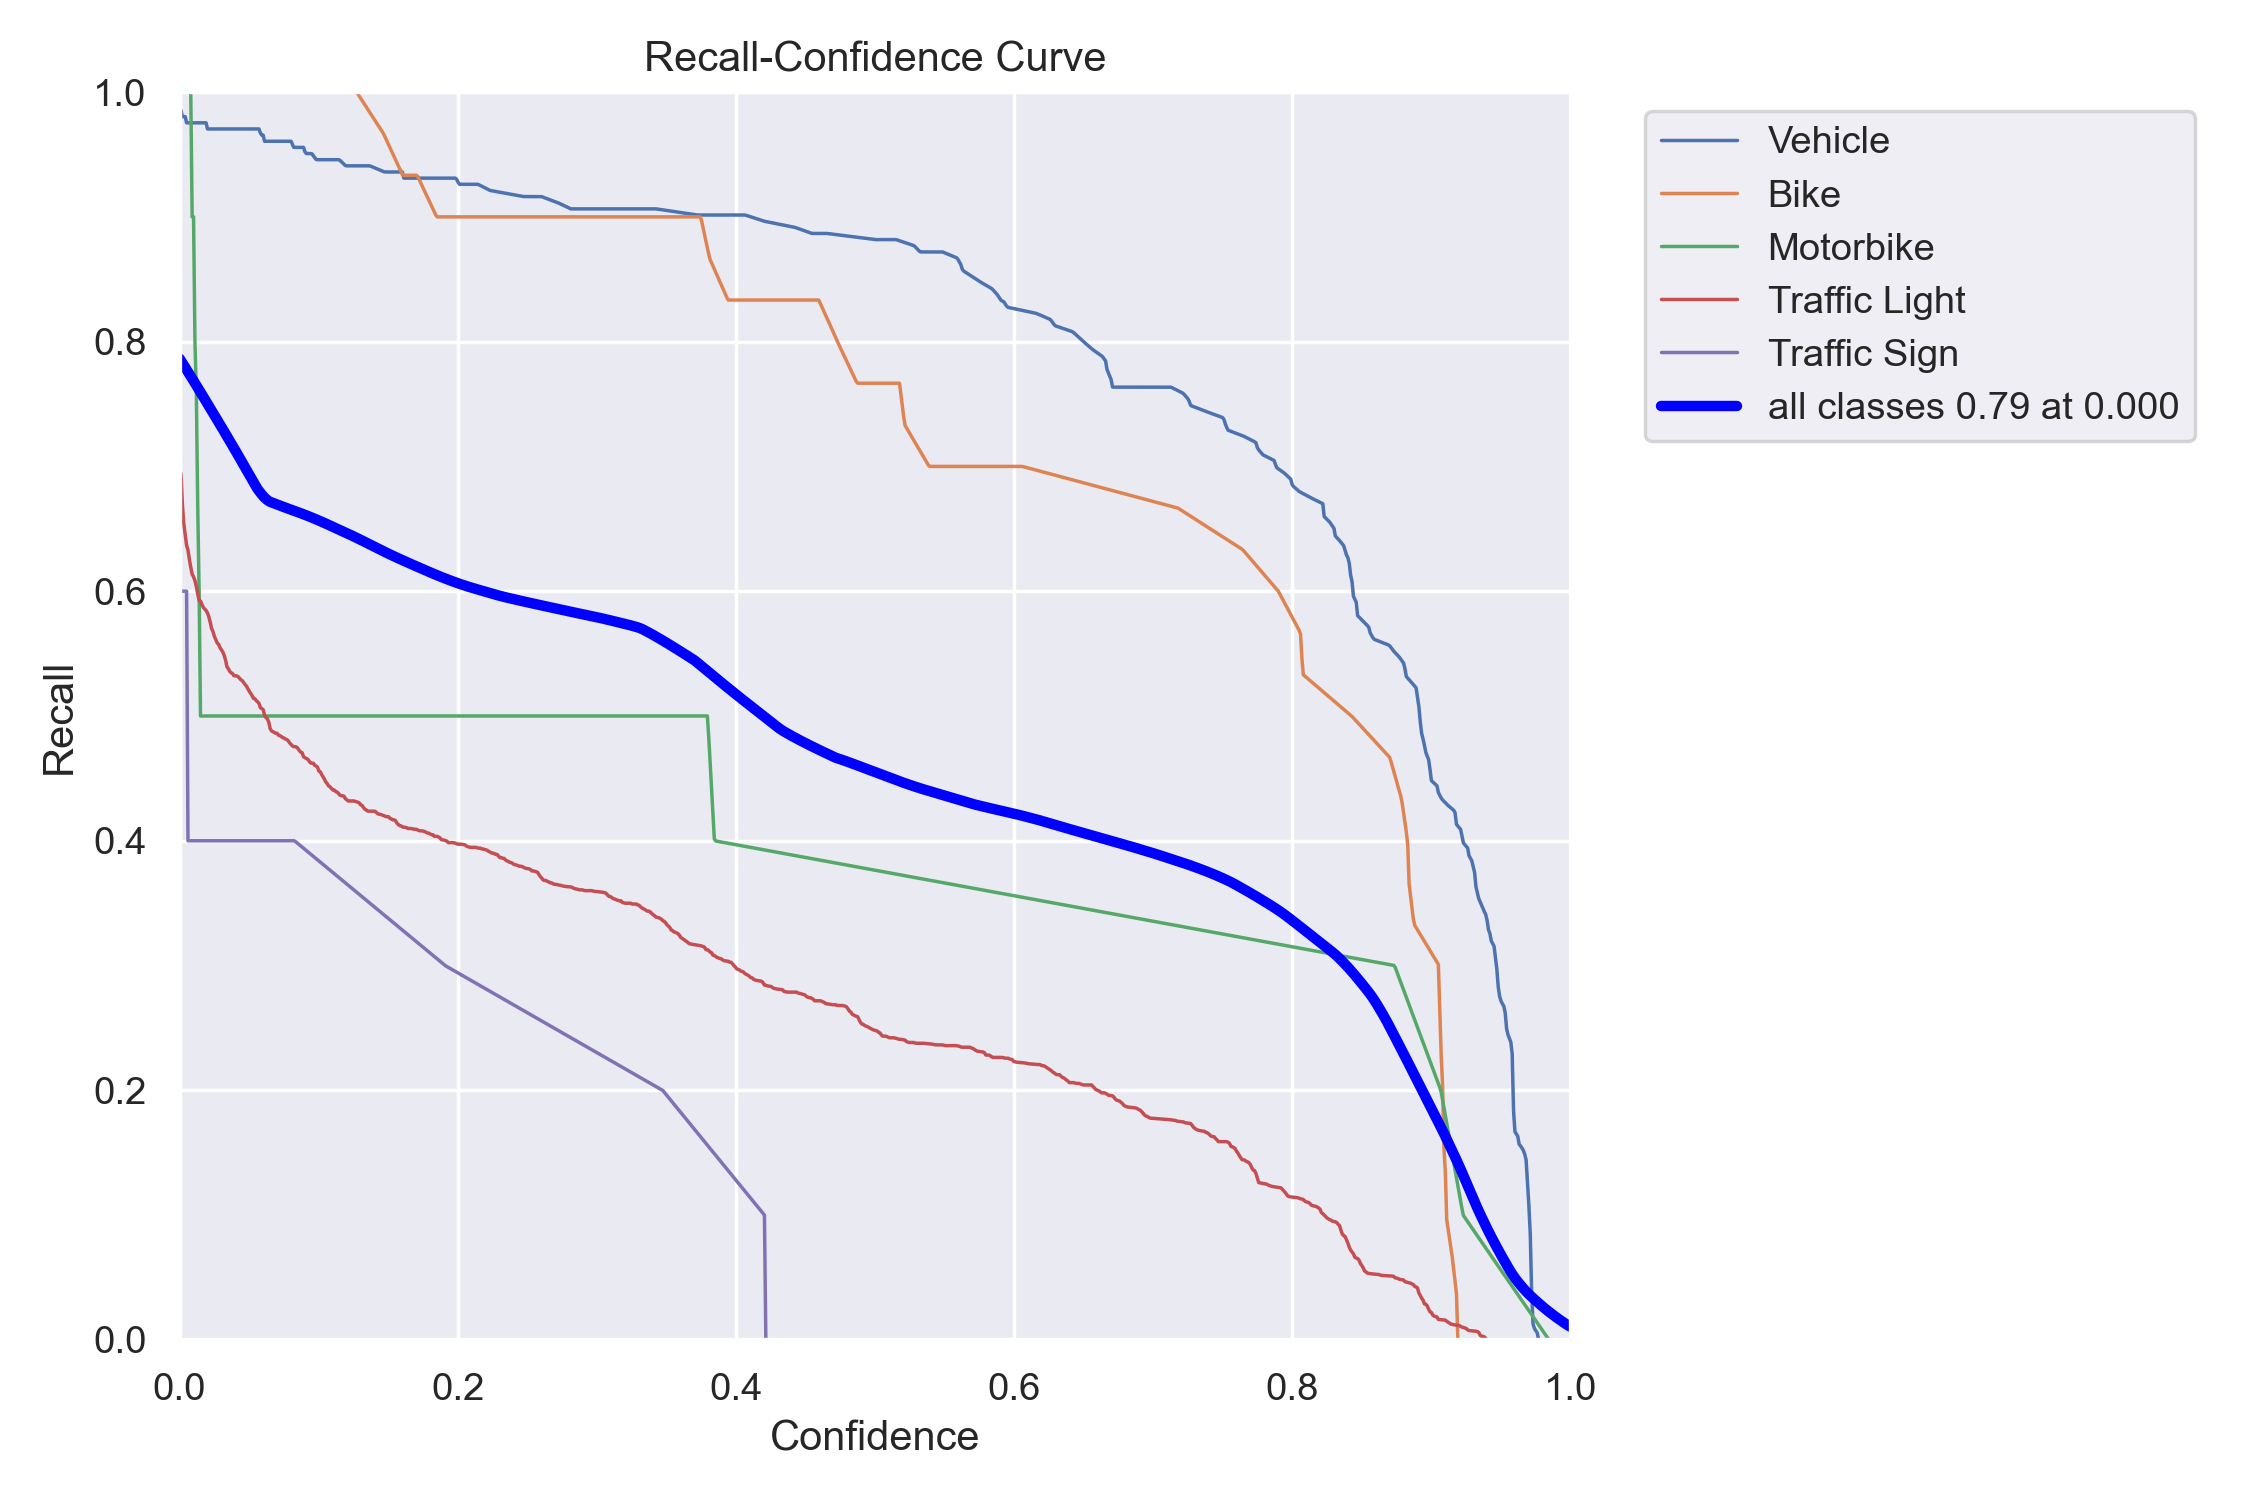 Recall-Confidence Curve
1.0
0.8
0.6
0.4
0.2
0.0
Recall
0.0 0.2 0.4 0.6 0.8 1.0
Confidence
Vehicle
Bike
Motorbike
Traffic Light
Traffic Sign
all classes 0.79 at 0.000